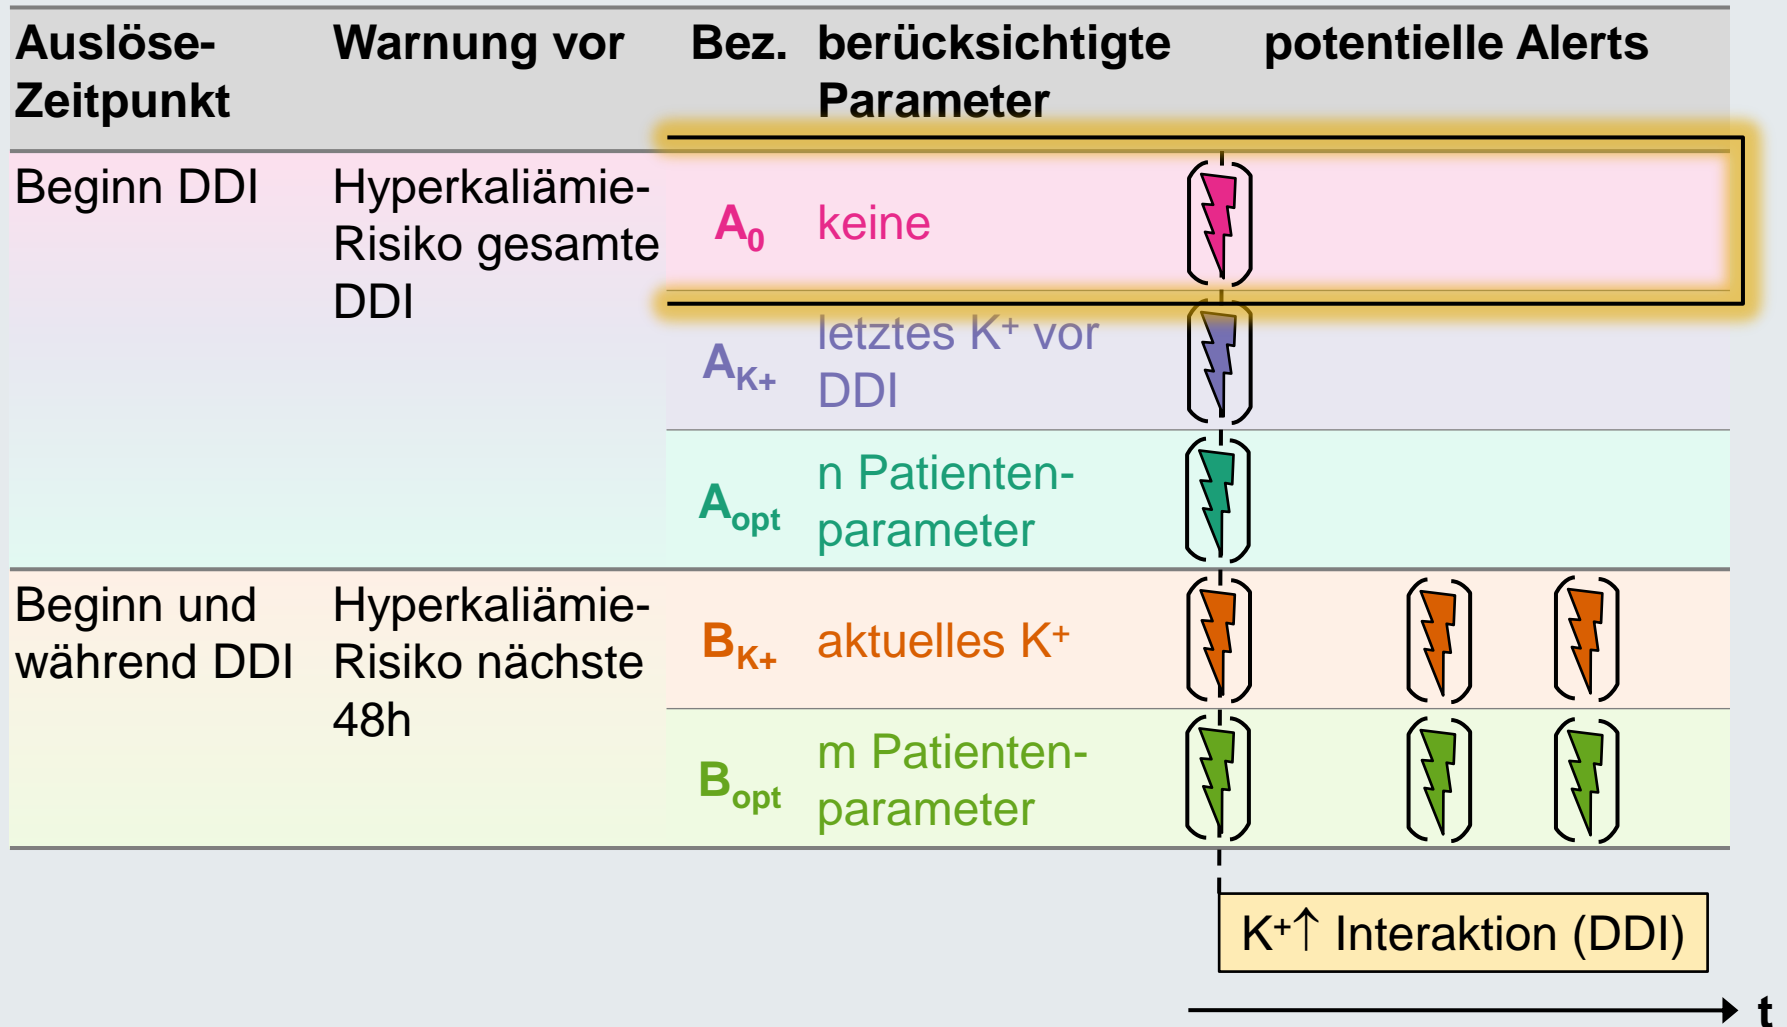 Auslöse-
Zeitpunkt
Warnung vor
Bez.
berücksichtigte
Parameter
potentielle Alerts
Beginn DDI
Hyperkaliämie-
Risiko gesamte
DDI
A0
keine
AK+
letztes K+ vor
DDI
Aopt
n Patienten-
parameter
Beginn und
während DDI
Hyperkaliämie-
Risiko nächste
48h
BK+
aktuelles K+
Bopt
m Patienten-
parameter
K+↑ Interaktion (DDI)
t